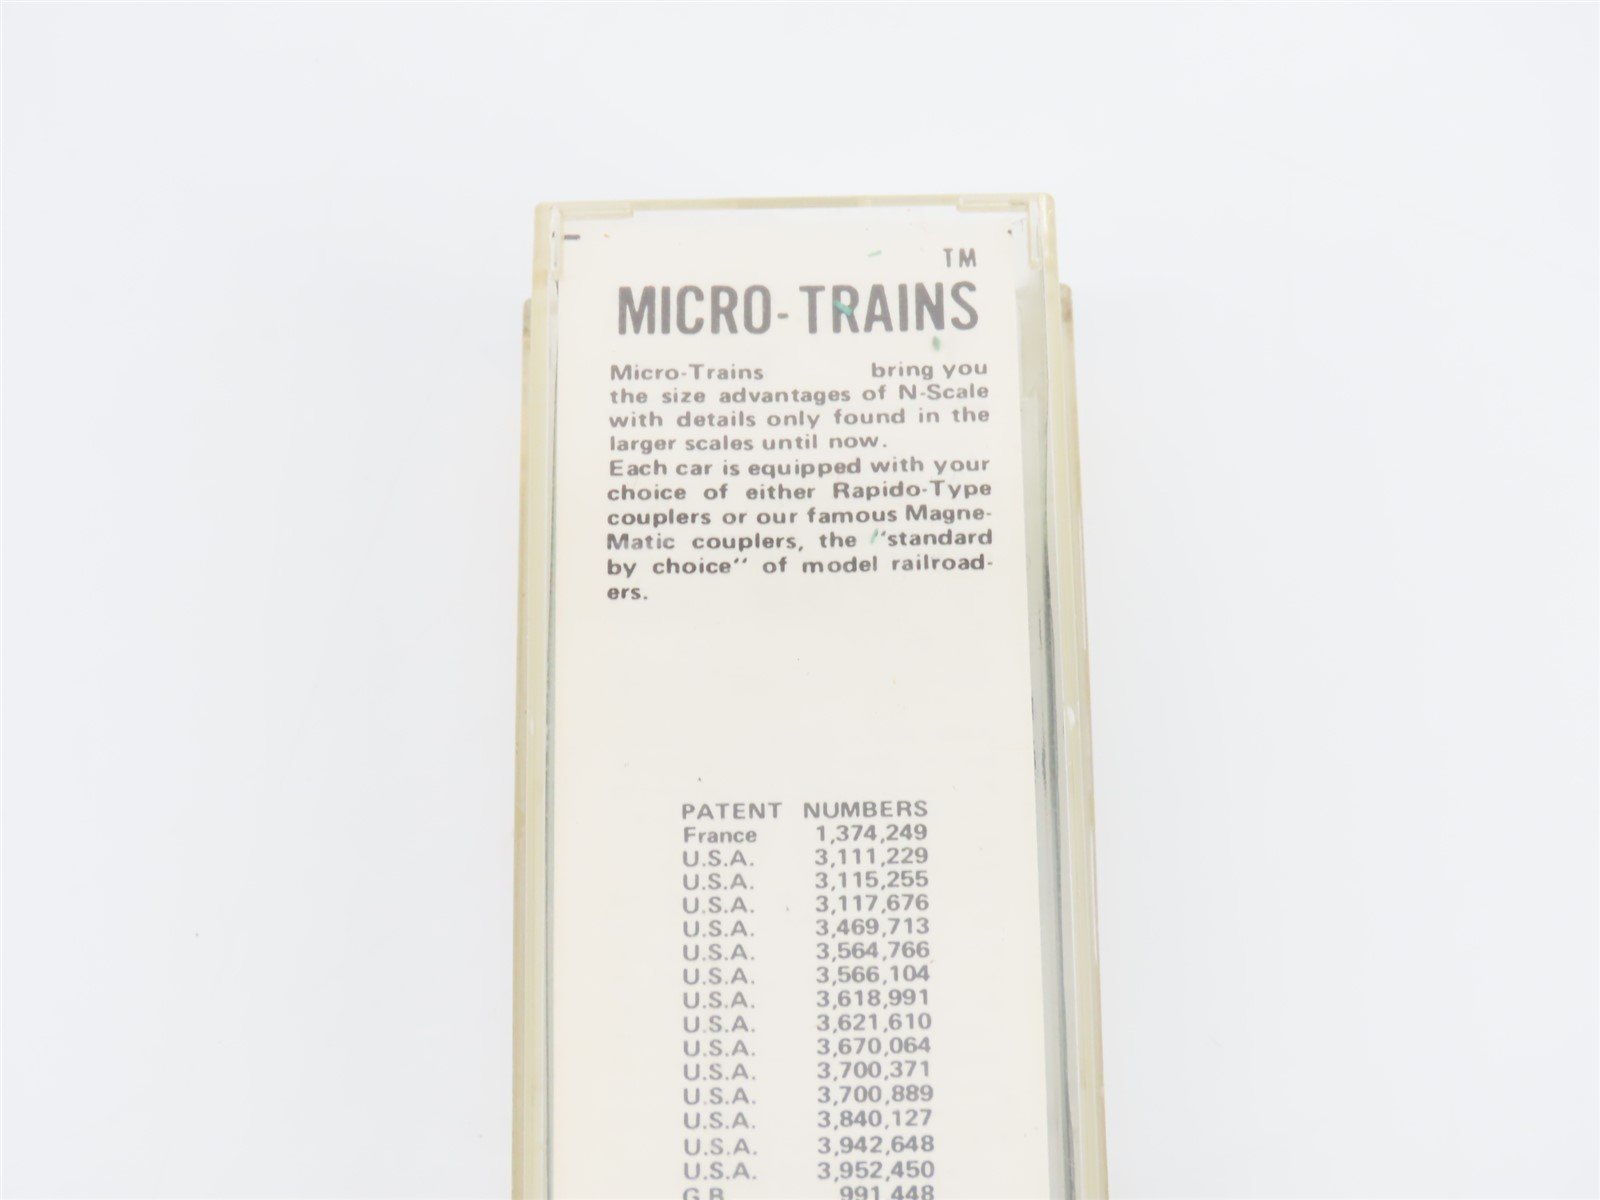 TM
MICRO-TRAINS
Micro-Trains bring you
the size advantages of N-Scale
with details only found in the
larger scales until now.
Each car is equipped with your
choice of either Rapido-Type
couplers or our famous Magne-
Matic couplers, the "standard
by choice" of model railroad-
ers.
PATENT NUMBERS
France 1,374,249
U.S.A. 3,111,229
U.S.A. 3,115,255
U.S.A. 3,117,676
U.S.A. 3,469,713
U.S.A. 3,564,766
U.S.A. 3,566,104
U.S.A. 3,618,991
U.S.A. 3,621,610
U.S.A. 3,670,064
U.S.A. 3,700,371
U.S.A. 3,700,889
U.S.A. 3,840,127
U.S.A. 3,942,648
U.S.A. 3,952,450
G.B. 991,448